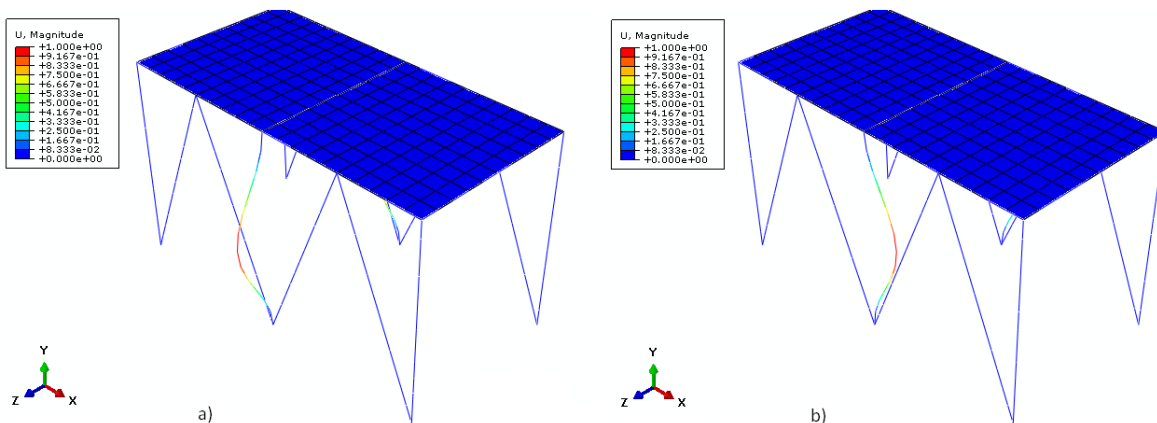 U, Magnitude
+1.000e+00
+9.167e-01
+8.333e-01
+7.500e-01
+6.667e-01
+5.833e-01
+5.000e-01
+4.167e-01
+3.333e-01
+2.500e-01
+1.667e-01
+8.333e-02
+0.000e+00
Y
Z
X
a)
U, Magnitude
+1.000e+00
+9.167e-01
+8.333e-01
+7.500e-01
+6.667e-01
+5.833e-01
+5.000e-01
+4.167e-01
+3.333e-01
+2.500e-01
+1.667e-01
+8.333e-02
+0.000e+00
Y
Z
X
b)